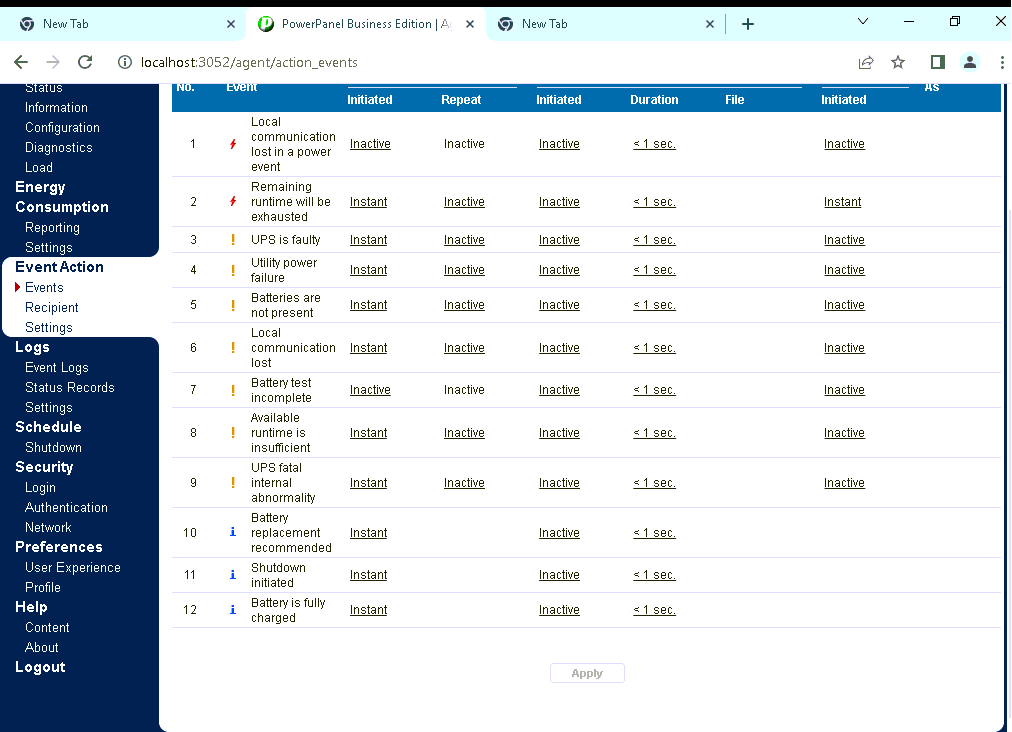 New Tab
PowerPanel Business Edition | A
New Tab
localhost:3052/agent/action_events
Status
Information
Configuration
Diagnostics
Load
Energy
Consumption
Reporting
Settings
Event Action
Events
Recipient
Settings
Logs
Event Logs
Status Records
Settings
Schedule
Shutdown
Security
Login
Authentication
Network
Preferences
User Experience
Profile
Help
Content
About
Logout
No. Event As
Initiated Repeat Initiated Duration File Initiated
Local
communication
1 lost in a power Inactive Inactive Inactive < 1 sec. Inactive
event
Remaining
2 runtime will be Instant Inactive Inactive < 1 sec. Instant
exhausted
3 UPS is faulty Instant Inactive Inactive < 1 sec. Inactive
Utility power
4 failure Instant Inactive Inactive < 1 sec. Inactive
Batteries are
5 not present Instant Inactive Inactive < 1 sec. Inactive
Local
6 communication Instant Inactive Inactive < 1 sec. Inactive
lost
Battery test
7 incomplete Inactive Inactive Inactive < 1 sec. Inactive
Available
8 runtime is Instant Inactive Inactive < 1 sec. Inactive
insufficient
UPS fatal
9 internal Instant Inactive Inactive < 1 sec. Inactive
abnormality
Battery
10 replacement Instant Inactive < 1 sec.
recommended
Shutdown
11 initiated Instant Inactive < 1 sec.
Battery is fully
12 charged Instant Inactive < 1 sec.
Apply